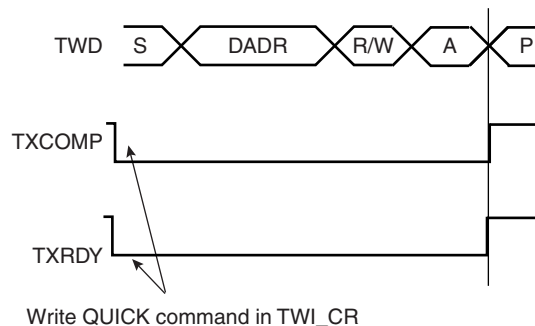 TWD S DADR R/W A P
TXCOMP
TXRDY
Write QUICK command in TWI_CR